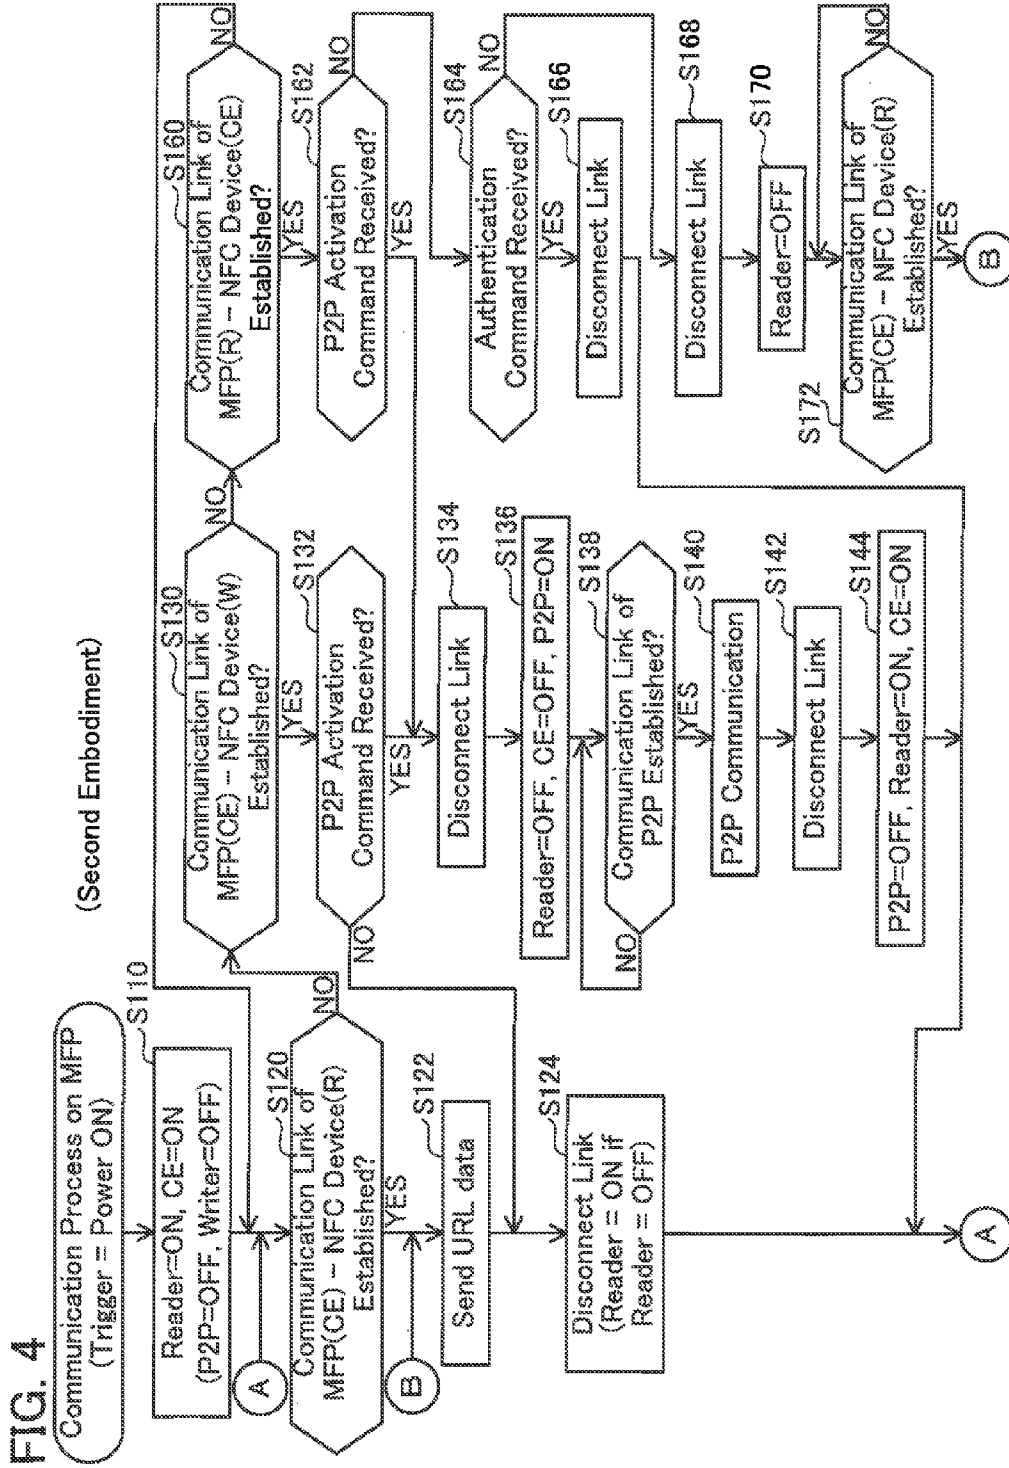 FIG. 4
(Second Embodiment)
Communication Process on MFP
(Trigger = Power ON)
S110
Reader=ON, CE=ON
(P2P=OFF, Writer=OFF)
A
S120
Communication Link of
MFP(CE) – NFC Device(R)
Established?
NO
YES
B
S122
Send URL data
S124
Disconnect Link
(Reader = ON if
Reader = OFF)
A
S130
Communication Link of
MFP(CE) – NFC Device(W)
Established?
NO
YES
S132
P2P Activation
Command Received?
NO
YES
S134
Disconnect Link
S136
Reader=OFF, CE=OFF, P2P=ON
S138
Communication Link of
P2P Established?
NO
YES
S140
P2P Communication
S142
Disconnect Link
S144
P2P=OFF, Reader=ON, CE=ON
S160
Communication Link of
MFP(R) – NFC Device(CE)
Established?
NO
YES
S162
P2P Activation
Command Received?
NO
YES
S164
Authentication
Command Received?
NO
YES
S166
Disconnect Link
S168
Disconnect Link
S170
Reader=OFF
S172
Communication Link of
MFP(CE) – NFC Device(R)
Established?
NO
YES
B